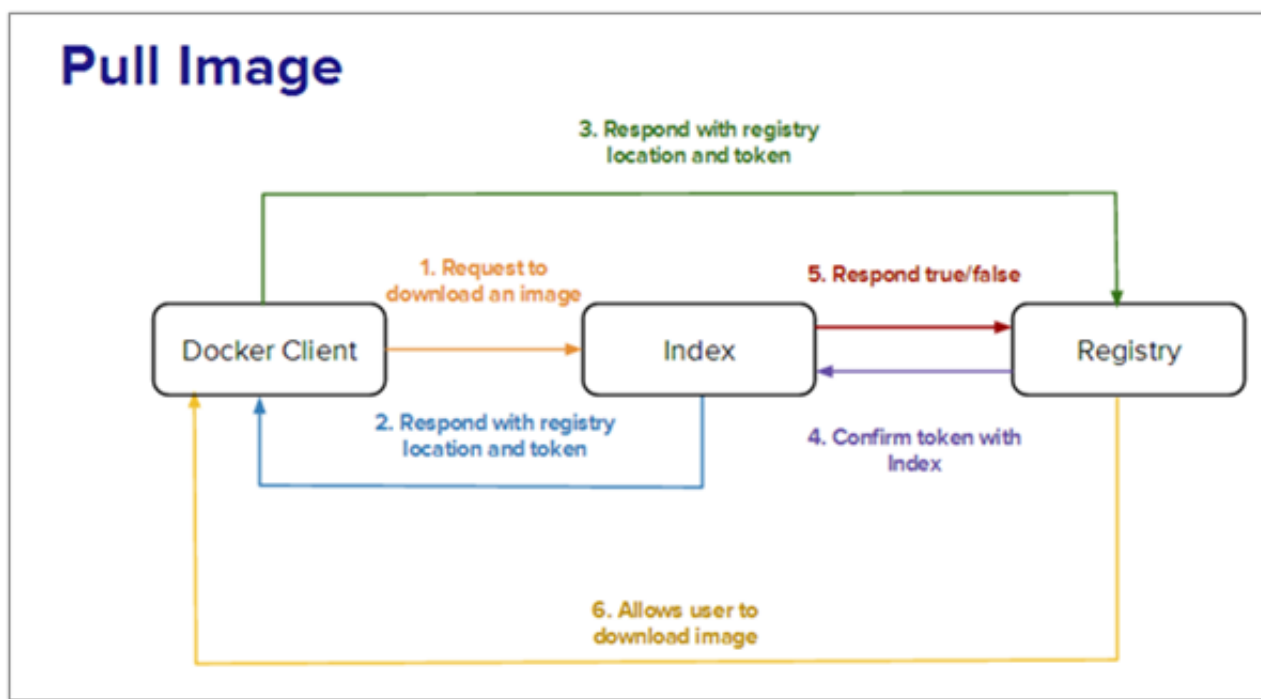 Pull Image
3. Respond with registry
location and token
1. Request to
download an image
5. Respond true/false
Docker Client
Index
Registry
2. Respond with registry
location and token
4. Confirm token with
Index
6. Allows user to
download image